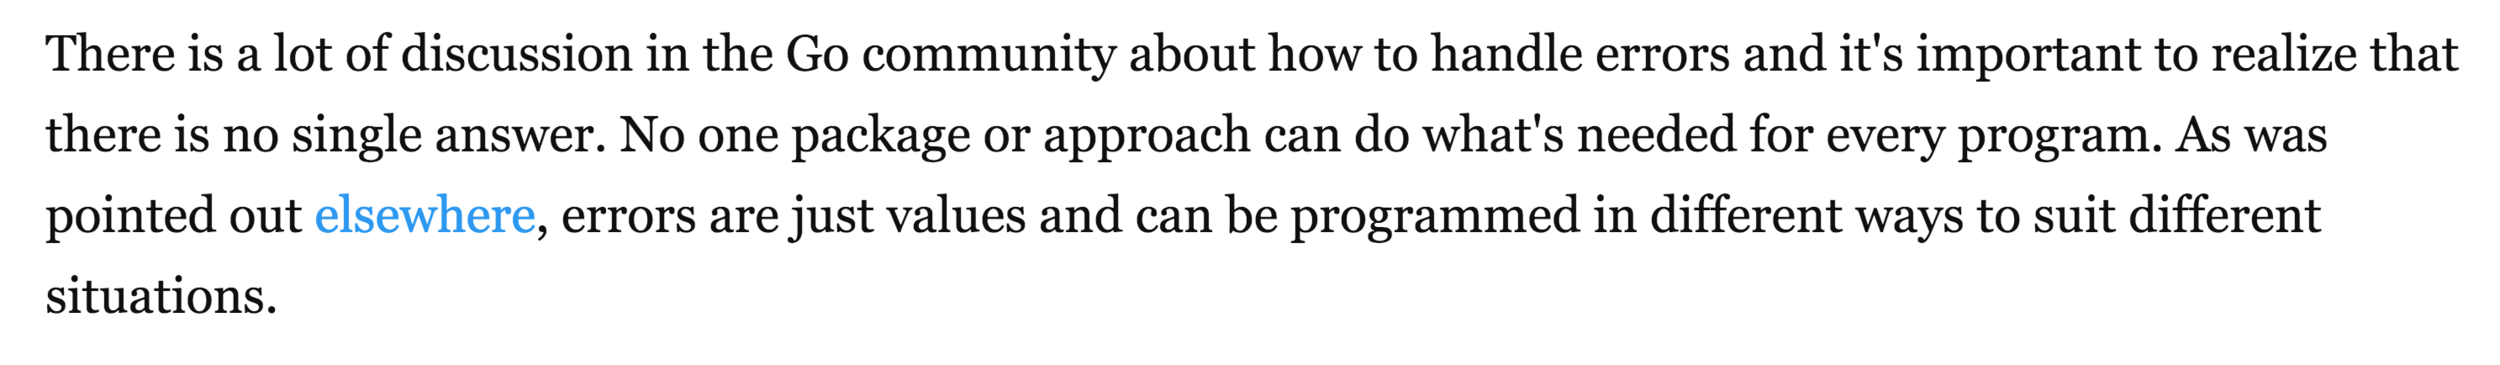 There is a lot of discussion in the Go community about how to handle errors and it's important to realize that
there is no single answer. No one package or approach can do what's needed for every program. As was
pointed out elsewhere, errors are just values and can be programmed in different ways to suit different
situations.